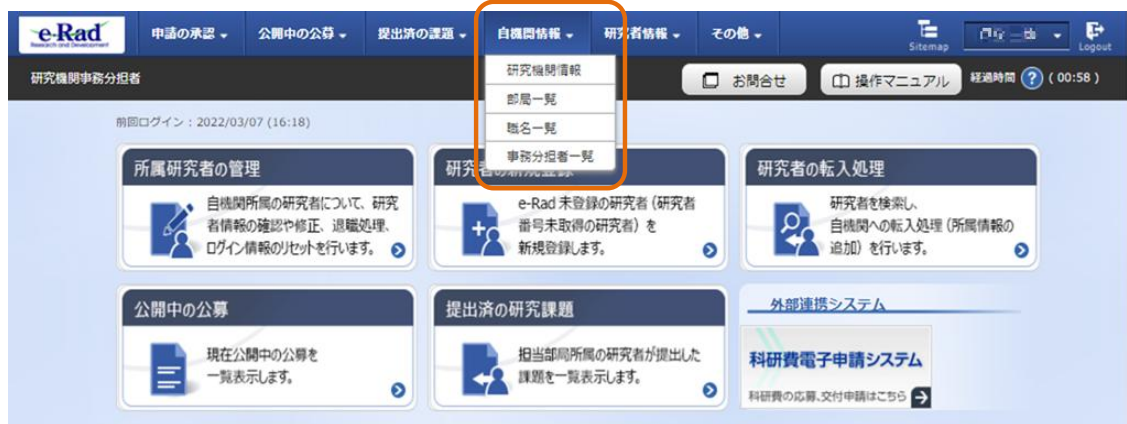 e-Rad
Research and Development
申請の承認
公開中の公募
提出済の課題
自機関情報
研究者情報
その他
Sitemap
Logout
研究機関事務分担者
研究機関情報
部局一覧
職名一覧
事務分担者一覧
お問合せ
操作マニュアル
経過時間 ? ( 00:58 )
前回ログイン : 2022/03/07 (16:18)
所属研究者の管理
自機関所属の研究者について、研究
者情報の確認や修正、退職処理、
ログイン情報のリセットを行います。
研究者の新規登録
e-Rad 未登録の研究者 (研究者
番号未取得の研究者) を
新規登録します。
研究者の転入処理
研究者を検索し、
自機関への転入処理 (所属情報の
追加) を行います。
公開中の公募
現在公開中の公募を
一覧表示します。
提出済の研究課題
担当部局所属の研究者が提出した
課題を一覧表示します。
外部連携システム
科研費電子申請システム
科研費の応募、交付申請はこちら